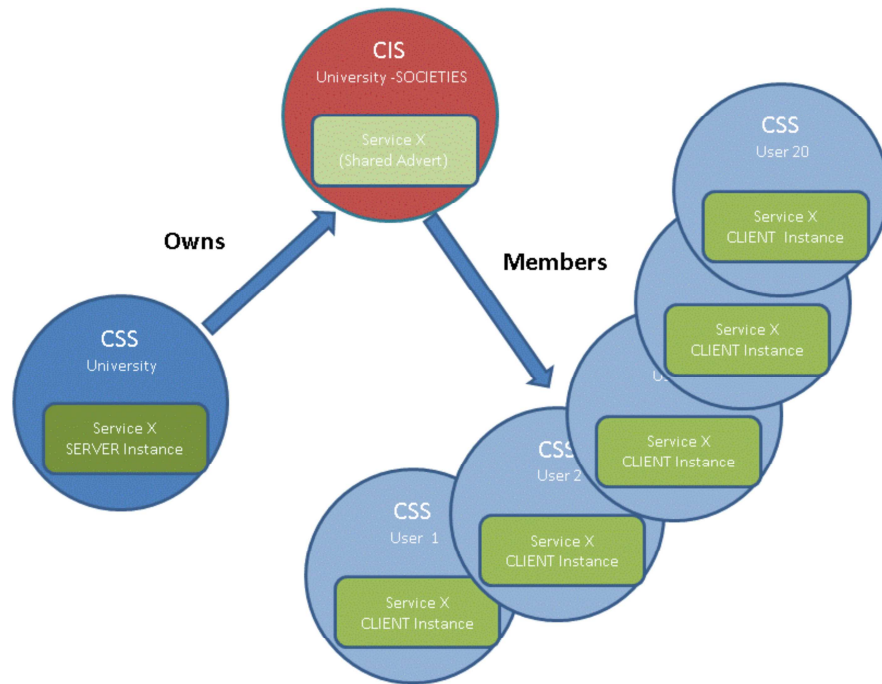 CIS
University -SOCIETIES
Service X
(Shared Advert)
Owns
Members
CSS
University
Service X
SERVER Instance
CSS
User 20
Service X
CLIENT Instance
Service X
CLIENT Instance
Service X
CLIENT Instance
CSS
User 2
Service X
CLIENT Instance
CSS
User 1
Service X
CLIENT Instance